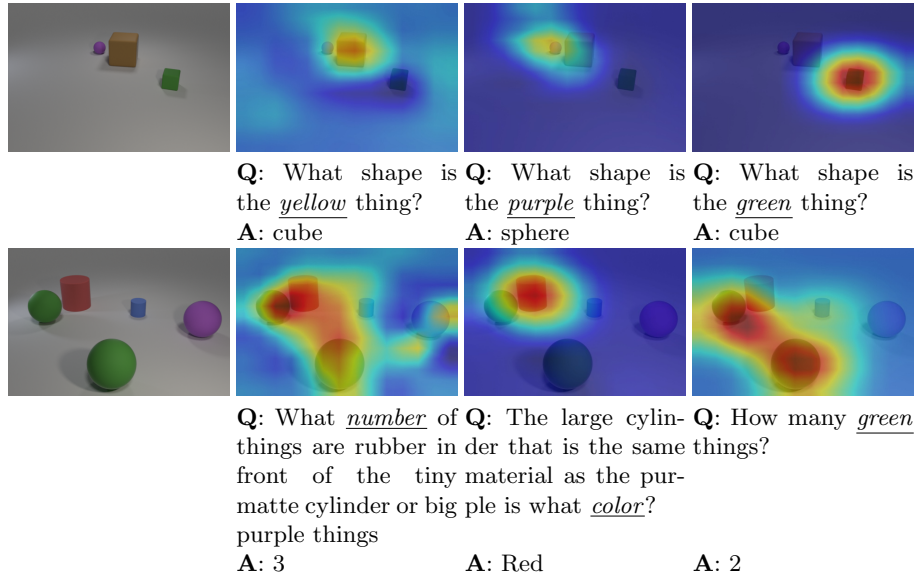 Q: What shape is
the yellow thing?
A: cube
Q: What shape is
the purple thing?
A: sphere
Q: What shape is
the green thing?
A: cube
Q: What number of
things are rubber in
front of the tiny
matte cylinder or big
purple things
A: 3
Q: The large cylin-
der that is the same
material as the pur-
ple is what color?
A: Red
Q: How many green
things?
A: 2